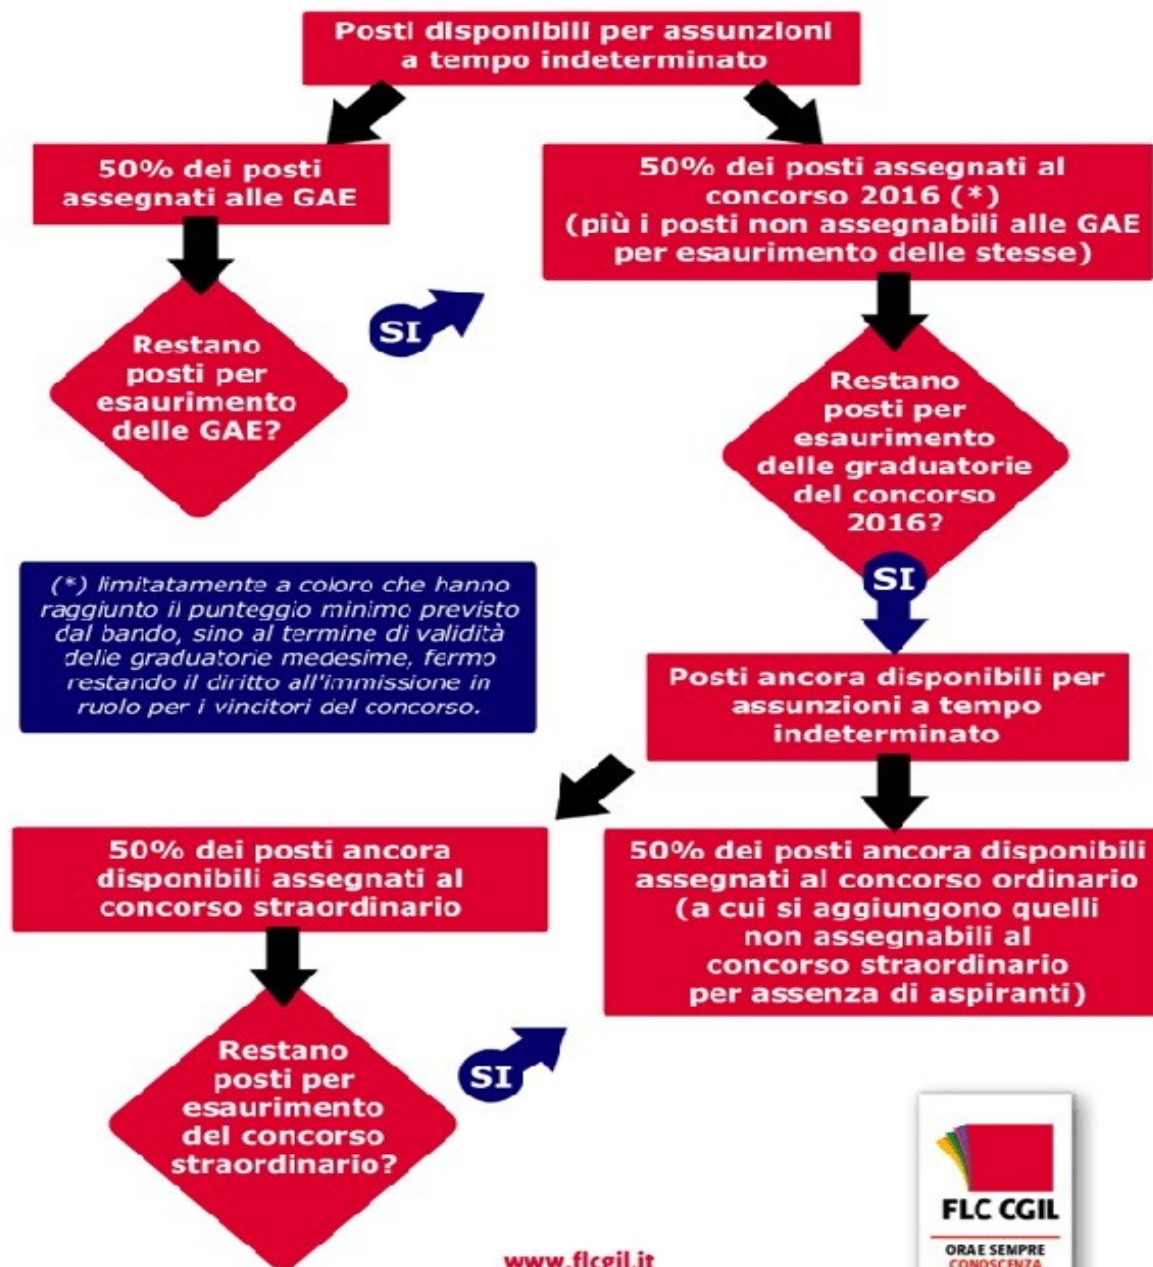 Posti disponibili per assunzioni
a tempo indeterminato
50% dei posti
assegnati alle GAE
50% dei posti assegnati al
concorso 2016 (*)
(più i posti non assegnabili alle GAE
per esaurimento delle stesse)
SI
Restano
posti per
esaurimento
delle GAE?
Restano
posti per
esaurimento
delle graduatorie
del concorso
2016?
SI
(*) limitatamente a coloro che hanno
raggiunto il punteggio minimo previsto
dal bando, sino al termine di validità
delle graduatorie medesime, fermo
restando il diritto all'immissione in
ruolo per i vincitori del concorso.
Posti ancora disponibili per
assunzioni a tempo
indeterminato
50% dei posti ancora
disponibili assegnati al
concorso straordinario
50% dei posti ancora disponibili
assegnati al concorso ordinario
(a cui si aggiungono quelli
non assegnabili al
concorso straordinario
per assenza di aspiranti)
Restano
posti per
esaurimento
del concorso
straordinario?
SI
FLC CGIL
ORA E SEMPRE
CONOSCENZA
www.flcgil.it